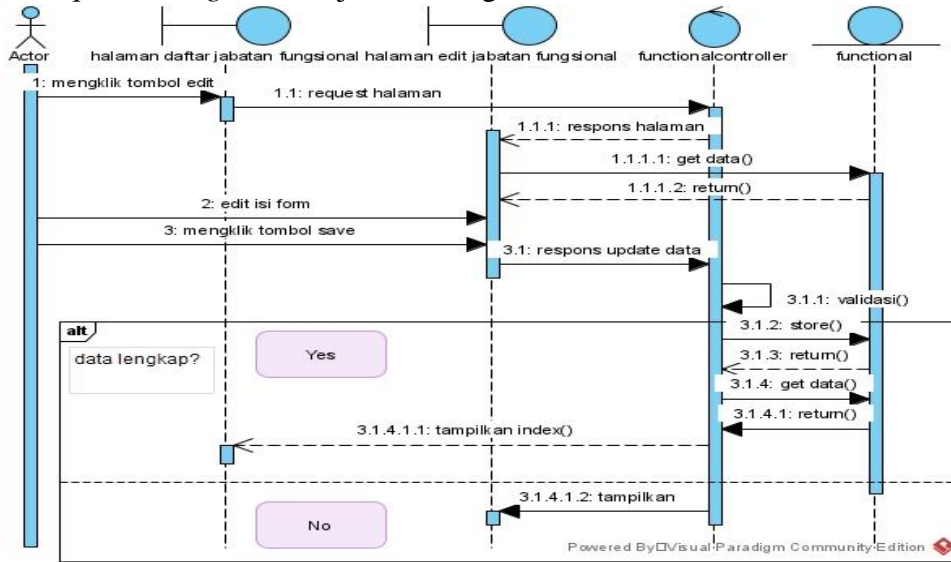 Actor
halaman daftar jabatan fungsional
halaman edit jabatan fungsional
functionalcontroller
functional
1: mengklik tombol edit
1.1: request halaman
1.1.1: respons halaman
1.1.1.1: get data()
1.1.1.2: return()
2: edit isi form
3: mengklik tombol save
3.1: respons update data
3.1.1: validasi()
alt
3.1.2: store()
data lengkap?
Yes
3.1.3: return()
3.1.4: get data()
3.1.4.1: return()
3.1.4.1.1: tampilkan index()
3.1.4.1.2: tampilkan
No
Powered By Visual Paradigm Community Edition